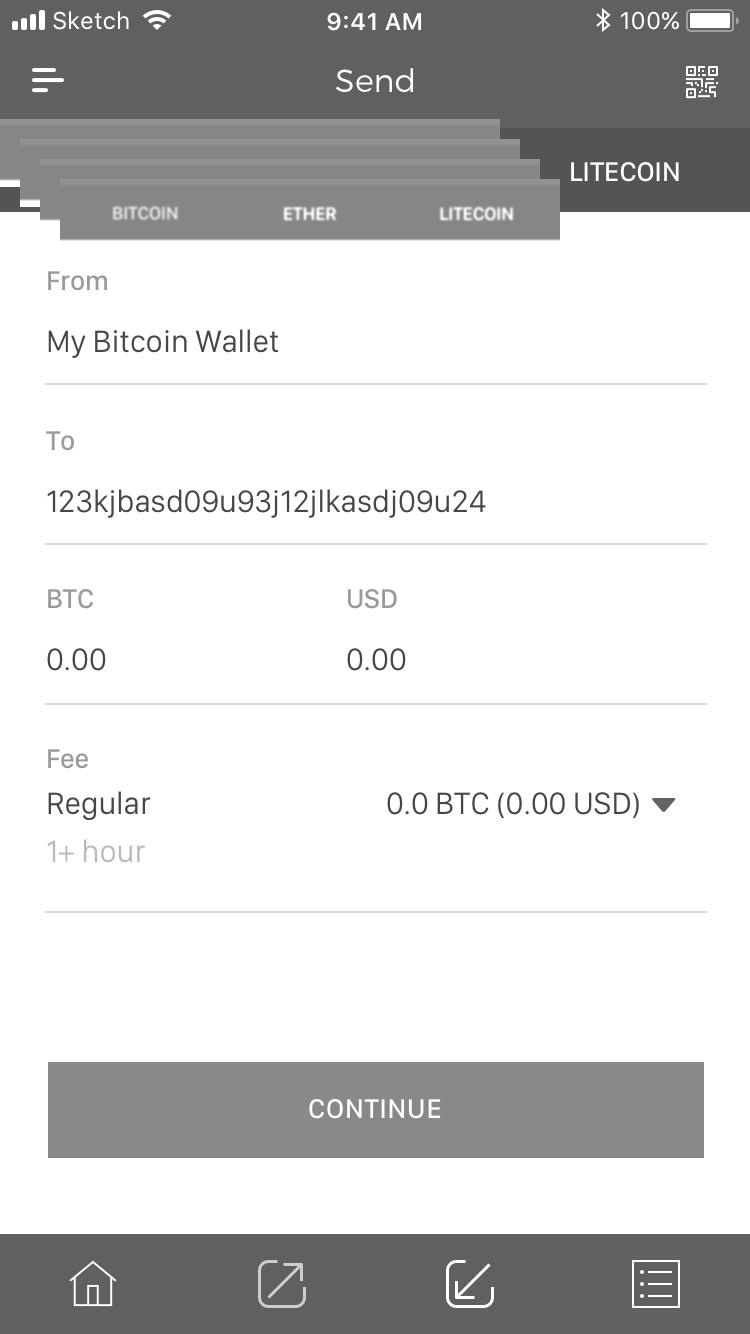 Sketch 9:41 AM 100%
Send
LITECOIN
BITCOIN ETHER LITECOIN
From
My Bitcoin Wallet
To
123kjbasd09u93j12jlkasdj09u24
BTC USD
0.00 0.00
Fee
Regular 0.0 BTC (0.00 USD)
1+ hour
CONTINUE